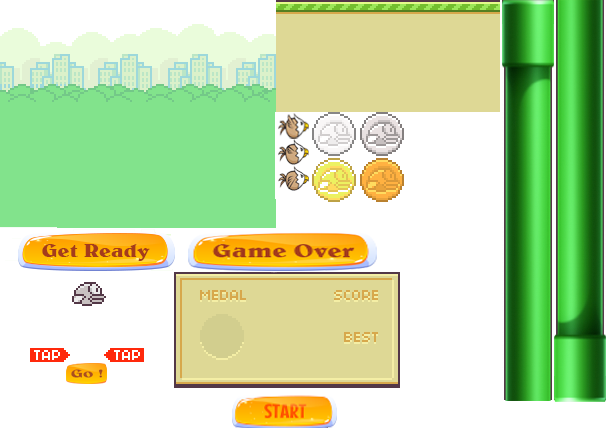 Get Ready
Game Over
MEDAL SCORE
BEST
TAP TAP
Go !
START